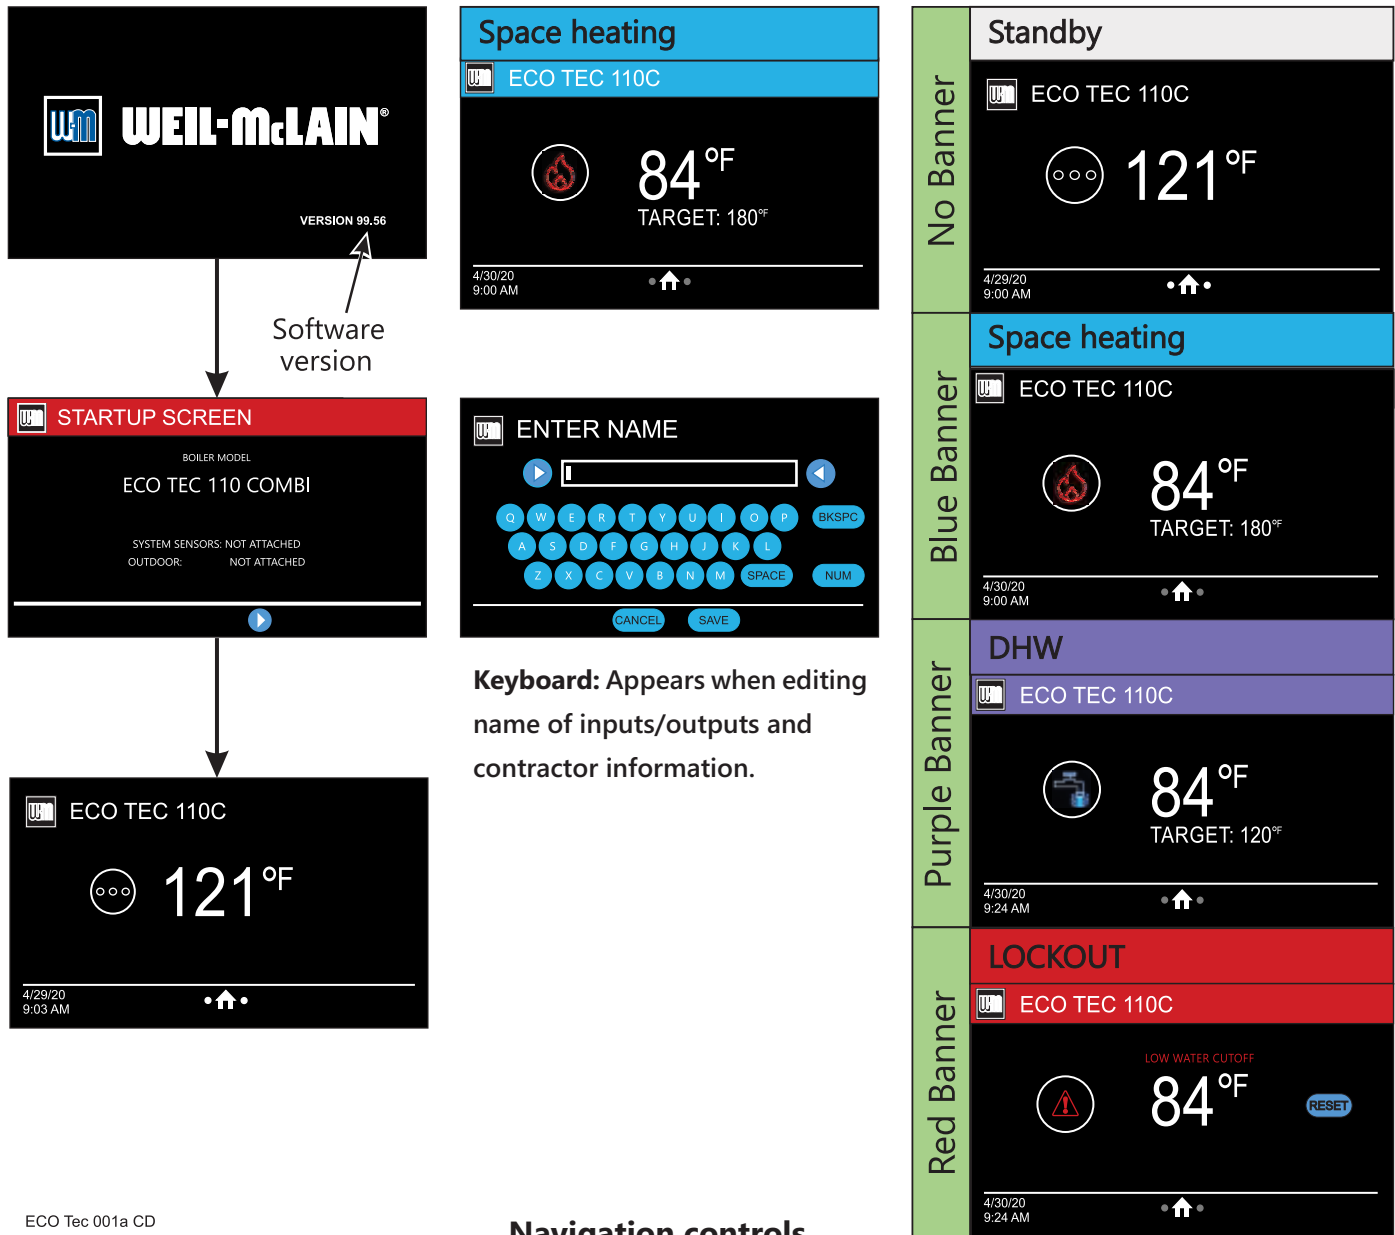 W-M WEIL-McLAIN®
VERSION 99.56
Software
version
STARTUP SCREEN
BOILER MODEL
ECO TEC 110 COMBI
SYSTEM SENSORS: NOT ATTACHED
OUTDOOR: NOT ATTACHED
ECO TEC 110C
121°F
4/29/20
9:03 AM
ECO Tec 001a CD
Space heating
ECO TEC 110C
84°F
TARGET: 180°F
4/30/20
9:00 AM
ENTER NAME
Q W E R T Y U I O P BKSPC
A S D F G H J K L
Z X C V B N M SPACE NUM
CANCEL SAVE
Keyboard: Appears when editing
name of inputs/outputs and
contractor information.
Navigation controls
No Banner
Standby
ECO TEC 110C
121°F
4/29/20
9:00 AM
Blue Banner
Space heating
ECO TEC 110C
84°F
TARGET: 180°F
4/30/20
9:00 AM
Purple Banner
DHW
ECO TEC 110C
84°F
TARGET: 120°F
4/30/20
9:24 AM
Red Banner
LOCKOUT
ECO TEC 110C
LOW WATER CUTOFF
84°F
RESET
4/30/20
9:24 AM